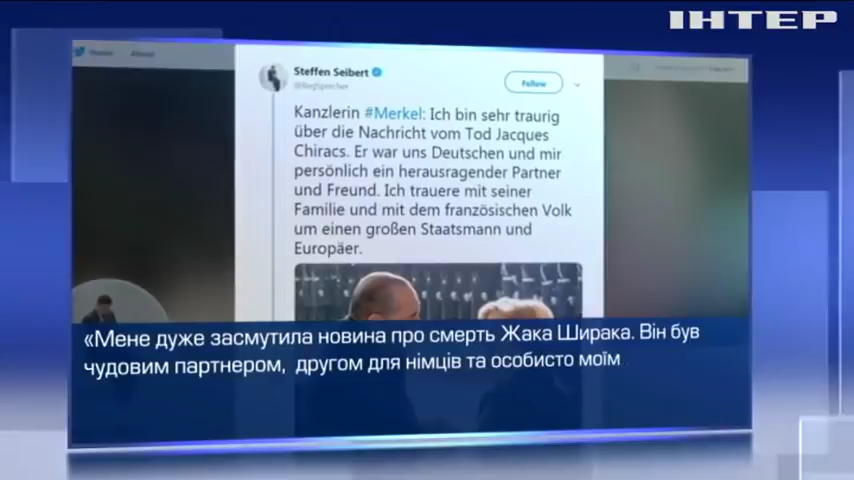 ІНТЕР
Steffen Seibert
@RegSprecher
Follow
Kanzlerin #Merkel: Ich bin sehr traurig
über die Nachricht vom Tod Jacques
Chiracs. Er war uns Deutschen und mir
persönlich ein herausragender Partner
und Freund. Ich trauere mit seiner
Familie und mit dem französischen Volk
um einen großen Staatsmann und
Europäer.
«Мене дуже засмутила новина про смерть Жака Ширака. Він був
чудовим партнером, другом для німців та особисто моїм